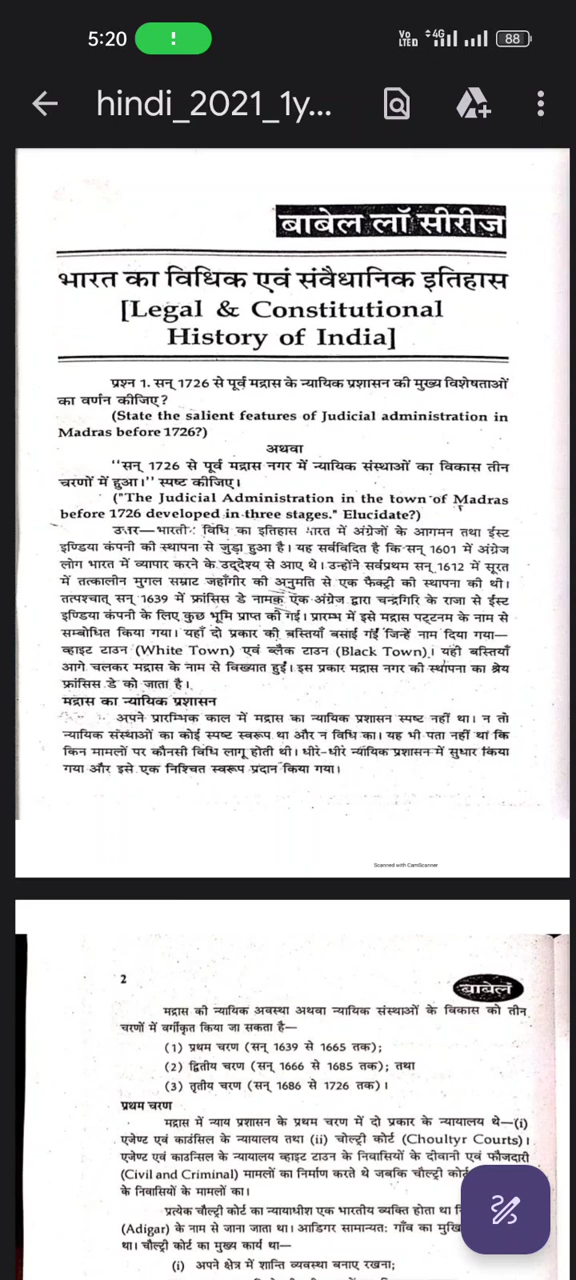 5:20
Vo LTE 4G 88
hindi_2021_1y...
बाबेल लॉ सीरीज
भारत का विधिक एवं संवैधानिक इतिहास
[Legal & Constitutional
History of India]
प्रश्न 1. सन् 1726 से पूर्व मद्रास के न्यायिक प्रशासन की मुख्य विशेषताओं
का वर्णन कीजिए?
(State the salient features of Judicial administration in
Madras before 1726?)
अथवा
"सन् 1726 से पूर्व मद्रास नगर में न्यायिक संस्थाओं का विकास तीन
चरणों में हुआ।" स्पष्ट कीजिए।
("The Judicial Administration in the town of Madras
before 1726 developed in three stages." Elucidate?)
उत्तर—भारतीय विधि का इतिहास भारत में अंग्रेजों के आगमन तथा ईस्ट
इण्डिया कंपनी की स्थापना से जुड़ा हुआ है। यह सर्वविदित है कि सन् 1601 में अंग्रेज
लोग भारत में व्यापार करने के उद्देश्य से आए थे। उन्होंने सर्वप्रथम सन् 1612 में सूरत
में तत्कालीन मुगल सम्राट जहाँगीर की अनुमति से एक फैक्ट्री की स्थापना की थी।
तत्पश्चात् सन् 1639 में फ्रांसिस डे नामक एक अंग्रेज द्वारा चन्द्रगिरि के राजा से ईस्ट
इण्डिया कंपनी के लिए कुछ भूमि प्राप्त की गई। प्रारम्भ में इसे मद्रास पट्टनम के नाम से
सम्बोधित किया गया। यहाँ दो प्रकार की बस्तियाँ बसाई गईं जिन्हें नाम दिया गया—
व्हाइट टाउन (White Town) एवं ब्लैक टाउन (Black Town)। यही बस्तियाँ
आगे चलकर मद्रास के नाम से विख्यात हुईं। इस प्रकार मद्रास नगर की स्थापना का श्रेय
फ्रांसिस डे को जाता है।
मद्रास का न्यायिक प्रशासन
अपने प्रारम्भिक काल में मद्रास का न्यायिक प्रशासन स्पष्ट नहीं था। न तो
न्यायिक संस्थाओं का कोई स्पष्ट स्वरूप था और न विधि का। यह भी पता नहीं था कि
किन मामलों पर कौनसी विधि लागू होती थी। धीरे-धीरे न्यायिक प्रशासन में सुधार किया
गया और इसे एक निश्चित स्वरूप प्रदान किया गया।
Scanned with CamScanner
2
बाबेल
मद्रास की न्यायिक अवस्था अथवा न्यायिक संस्थाओं के विकास को तीन
चरणों में वर्गीकृत किया जा सकता है—
(1) प्रथम चरण (सन् 1639 से 1665 तक);
(2) द्वितीय चरण (सन् 1666 से 1685 तक); तथा
(3) तृतीय चरण (सन् 1686 से 1726 तक)।
प्रथम चरण
मद्रास में न्याय प्रशासन के प्रथम चरण में दो प्रकार के न्यायालय थे—(i)
एजेण्ट एवं काउंसिल के न्यायालय तथा (ii) चोल्ट्री कोर्ट (Choultyr Courts)।
एजेण्ट एवं काउन्सिल के न्यायालय व्हाइट टाउन के निवासियों के दीवानी एवं फौजदारी
(Civil and Criminal) मामलों का निर्माण करते थे जबकि चौल्ट्री कोर्ट
के निवासियों के मामलों का।
प्रत्येक चौल्ट्री कोर्ट का न्यायाधीश एक भारतीय व्यक्ति होता था
(Adigar) के नाम से जाना जाता था। आडिगर सामान्यतः गाँव का
था। चौल्ट्री कोर्ट का मुख्य कार्य था—
(i) अपने क्षेत्र में शान्ति व्यवस्था बनाए रखना;